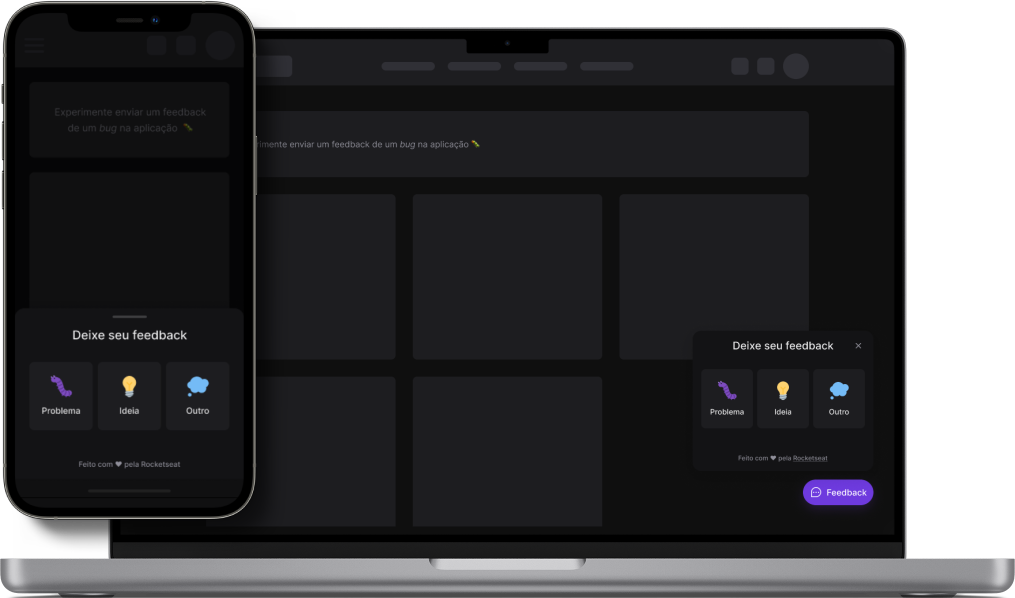 Experimente enviar um feedback
de um bug na aplicação
Deixe seu feedback
Problema
Ideia
Outro
Feito com ❤ pela Rocketseat
enviar um feedback de um bug na aplicação
Deixe seu feedback
Problema
Ideia
Outro
Feito com ❤ pela Rocketseat
Feedback